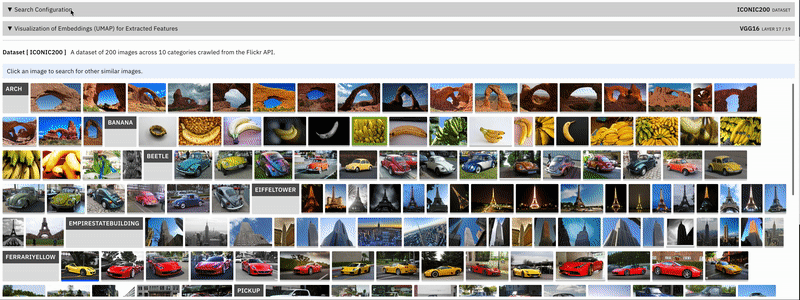 ▼ Search Configuration
ICONIC200 DATASET
▼ Visualization of Embeddings (UMAP) for Extracted Features
VGG16 LAYER 17 / 19
Dataset [ ICONIC200 ] A dataset of 200 images across 10 categories crawled from the Flickr API.
Click an image to search for other similar images.
ARCH
BANANA
BEETLE
EIFFELTOWER
EMPIRESTATEBUILDING
FERRARIYELLOW
PICKUP